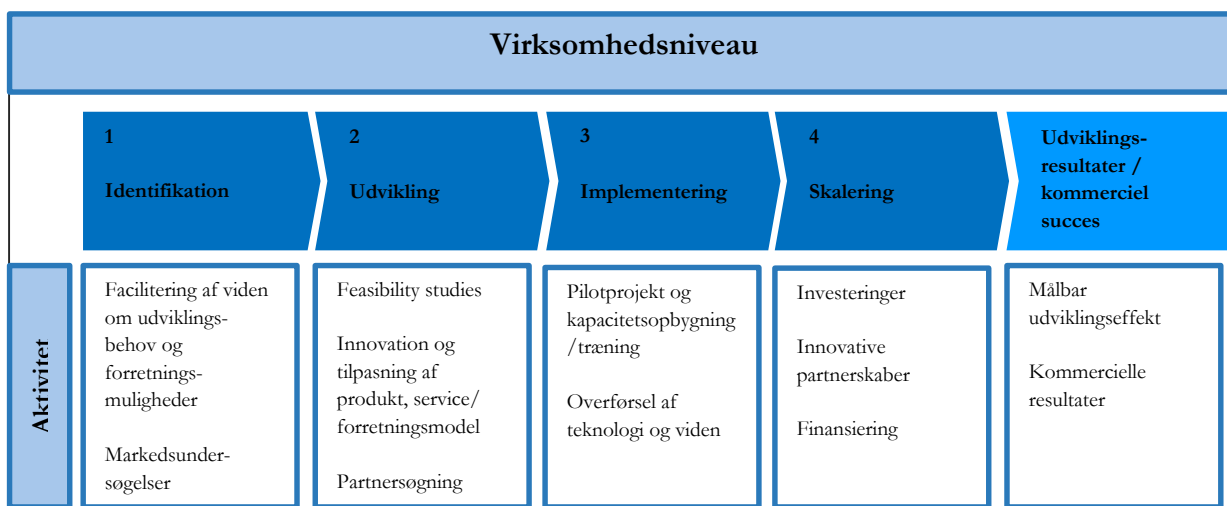 Virksomhedsniveau
1
Identifikation
2
Udvikling
3
Implementering
4
Skalering
Udviklings-
resultater /
kommerciel
succes
Aktivitet
Facilitering af viden
om udviklings-
behov og
forretnings-
muligheder
Markedsunder-
søgelser
Feasibility studies
Innovation og
tilpasning af
produkt, service/
forretningsmodel
Partnersøgning
Pilotprojekt og
kapacitetsopbygning
/træning
Overførsel af
teknologi og viden
Investeringer
Innovative
partnerskaber
Finansiering
Målbar
udviklingseffekt
Kommercielle
resultater